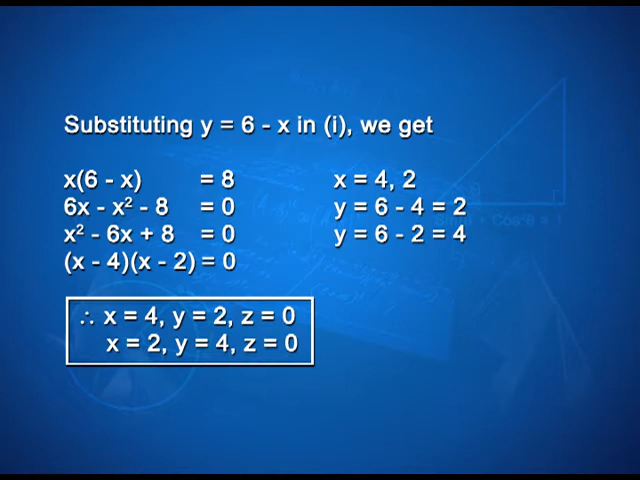 Substituting y = 6 - x in (i), we get
x(6 - x) = 8
6x - x² - 8 = 0
x² - 6x + 8 = 0
(x - 4)(x - 2) = 0
x = 4, 2
y = 6 - 4 = 2
y = 6 - 2 = 4
∴ x = 4, y = 2, z = 0
x = 2, y = 4, z = 0